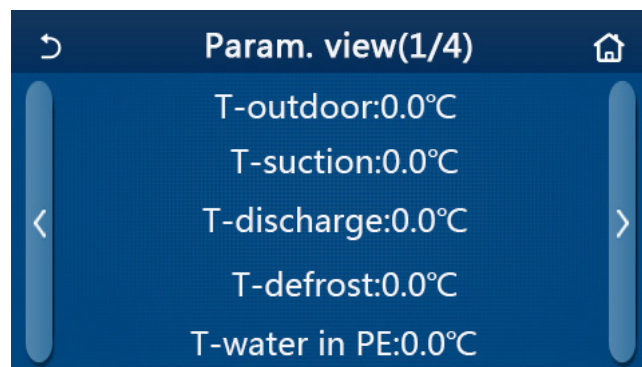 Param. view(1/4)
T-outdoor:0.0℃
T-suction:0.0℃
T-discharge:0.0℃
T-defrost:0.0℃
T-water in PE:0.0℃